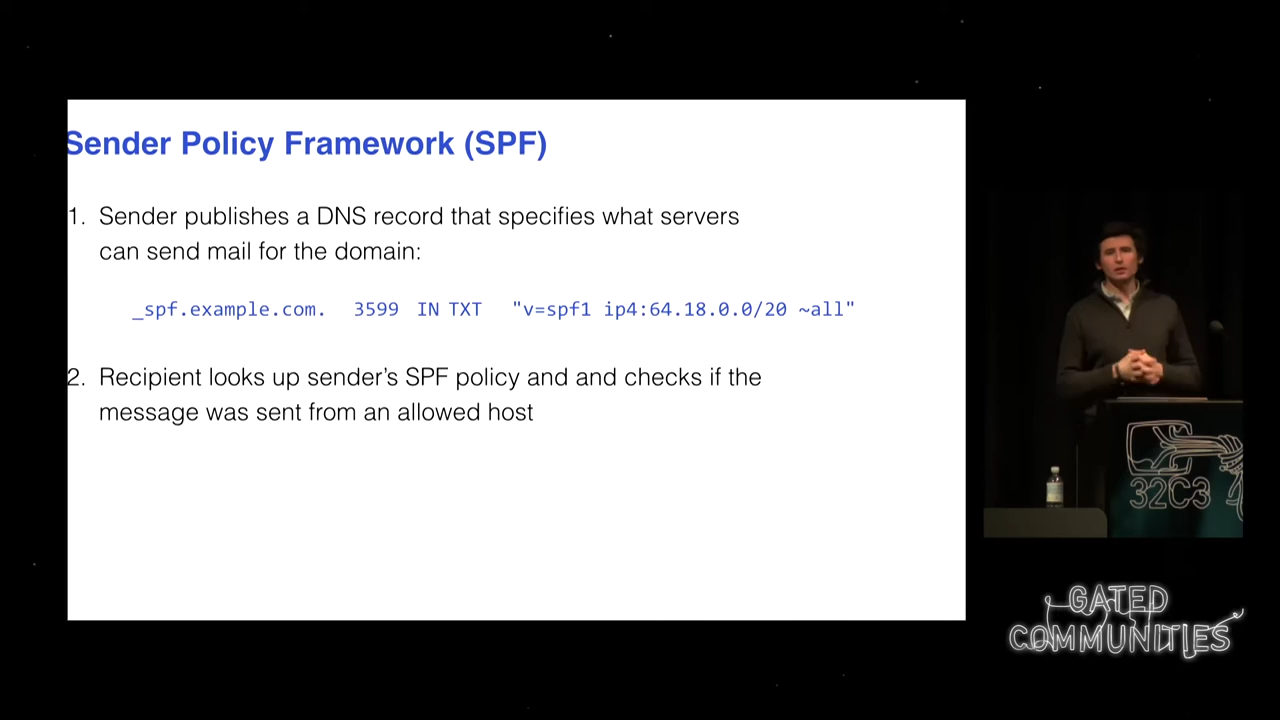 Sender Policy Framework (SPF)
1. Sender publishes a DNS record that specifies what servers
can send mail for the domain:
_spf.example.com. 3599 IN TXT "v=spf1 ip4:64.18.0.0/20 ~all"
2. Recipient looks up sender's SPF policy and and checks if the
message was sent from an allowed host
32C3
GATED
COMMUNITIES